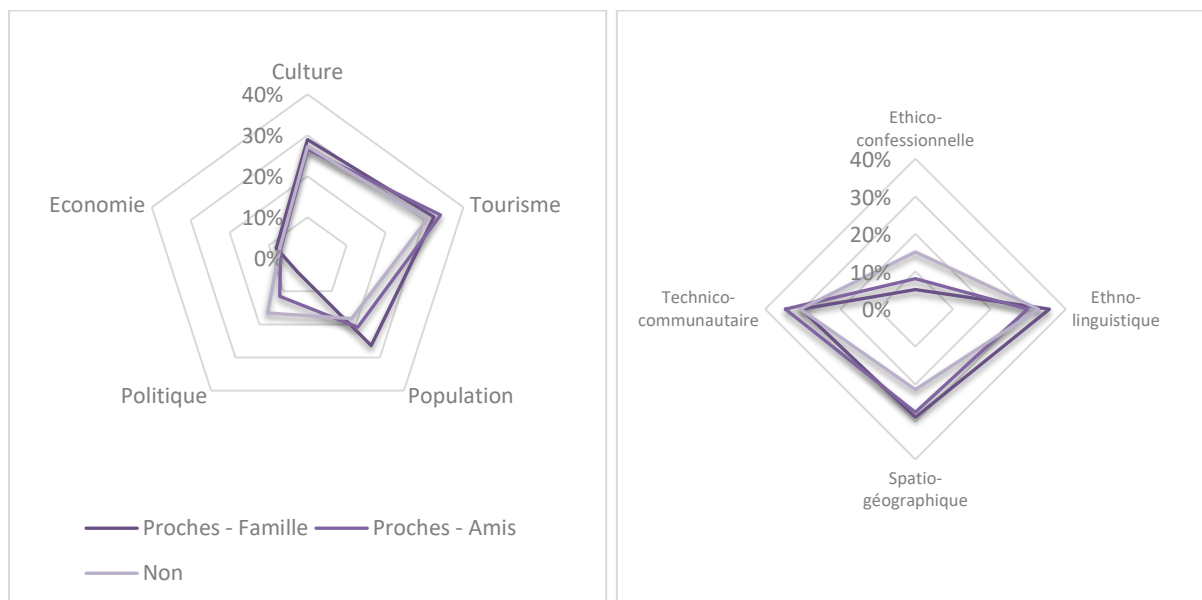 Culture
40%
30%
20%
10%
0%
Economie
Tourisme
Politique
Population
Proches - Famille
Proches - Amis
Non
Ethico-
confessionnelle
40%
30%
20%
10%
0%
Technico-
communautaire
Ethno-
linguistique
Spatio-
géographique